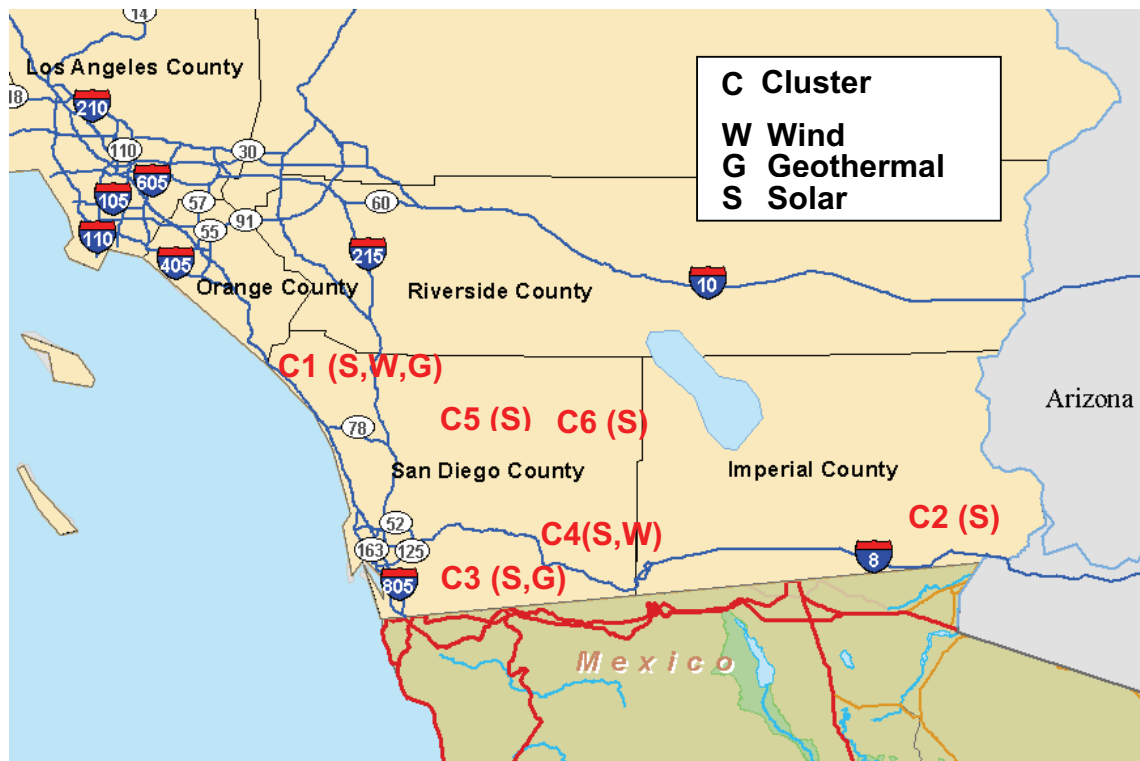 14
Los Angeles County
18
210
110
30
605
105
57
60
91
55
110
215
405
10
Orange County
Riverside County
C Cluster
W Wind
G Geothermal
S Solar
C1 (S,W,G)
C5 (S)
C6 (S)
Arizona
78
San Diego County
Imperial County
C2 (S)
52
C4(S,W)
163
125
8
805
C3 (S,G)
Mexico